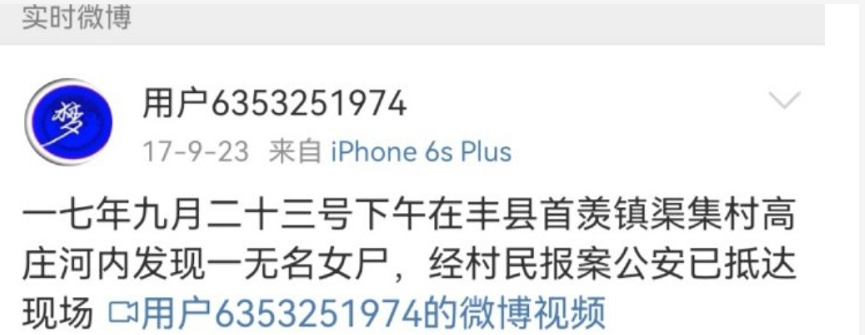 实时微博
用户6353251974
17-9-23 来自 iPhone 6s Plus
一七年九月二十三号下午在丰县首羡镇渠集村高
庄河内发现一无名女尸，经村民报案公安已抵达
现场 用户6353251974的微博视频
梦